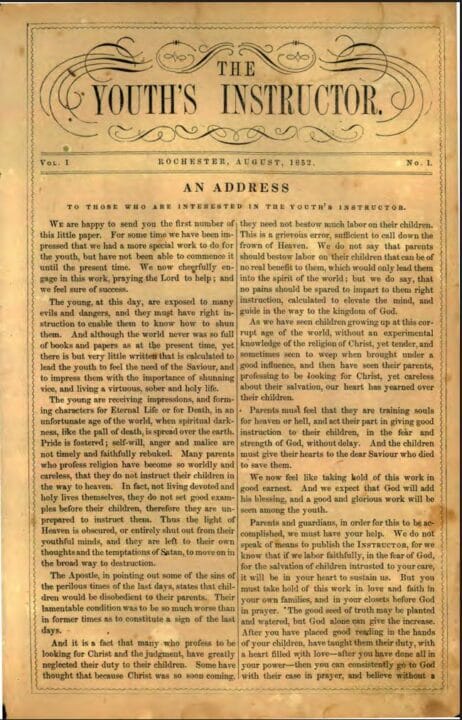 THE
YOUTH'S INSTRUCTOR.
VOL. I
ROCHESTER, AUGUST, 1852.
No. 1.
AN ADDRESS
TO THOSE WHO ARE INTERESTED IN THE YOUTH'S INSTRUCTOR.
WE are happy to send you the first number of
this little paper. For some time we have been im-
pressed that we had a more special work to do for
the youth, but have not been able to commence it
until the present time. We now cheerfully en-
gage in this work, praying the Lord to help; and
we feel sure of success.
The young, at this day, are exposed to many
evils and dangers, and they must have right in-
struction to enable them to know how to shun
them. And although the world never was so full
of books and papers as at the present time, yet
there is but very little written that is calculated to
lead the youth to feel the need of the Saviour, and
to impress them with the importance of shunning
vice, and living a virtuous, sober and holy life.
The young are receiving impressions, and form-
ing characters for Eternal Life or for Death, in an
unfortunate age of the world, when spiritual dark-
ness, like the pall of death, is spread over the earth.
Pride is fostered; self-will, anger and malice are
not timely and faithfully rebuked. Many parents
who profess religion have become so worldly and
careless, that they do not instruct their children in
the way to heaven. In fact, not living devoted and
holy lives themselves, they do not set good exam-
ples before their children, therefore they are un-
prepared to instruct them. Thus the light of
Heaven is obscured, or entirely shut out from their
youthful minds, and they are left to their own
thoughts and the temptations of Satan, to move on in
the broad way to destruction.
The Apostle, in pointing out some of the sins of
the perilous times of the last days, states that chil-
dren would be disobedient to their parents. Their
lamentable condition was to be so much worse than
in former times as to constitute a sign of the last
days.
And it is a fact that many who profess to be
looking for Christ and the judgment, have greatly
neglected their duty to their children. Some have
thought that because Christ was so soon coming,
they need not bestow much labor on their children.
This is a grievous error, sufficient to call down the
frown of Heaven. We do not say that parents
should bestow labor on their children that can be of
no real benefit to them, which would only lead them
into the spirit of the world; but we do say, that
no pains should be spared to impart to them right
instruction, calculated to elevate the mind, and
guide in the way to the kingdom of God.
As we have seen children growing up at this cor-
rupt age of the world, without an experimental
knowledge of the religion of Christ, yet tender, and
sometimes seen to weep when brought under a
good influence, and then have seen their parents,
professing to be looking for Christ, yet careless
about their salvation, our heart has yearned over
their children.
Parents must feel that they are training souls
for heaven or hell, and act their part in giving good
instruction to their children, in the fear and
strength of God, without delay. And the children
must give their hearts to the dear Saviour who died
to save them.
We now feel like taking hold of this work in
good earnest. And we expect that God will add
his blessing, and a good and glorious work will be
seen among the youth.
Parents and guardians, in order for this to be ac-
complished, we must have your help. We do not
speak of means to publish the INSTRUCTOR, for we
know that if we labor faithfully, in the fear of God,
for the salvation of children intrusted to your care,
it will be in your heart to sustain us. But you
must take hold of this work in love and faith in
your own families, and in your closets before God
in prayer. The good seed of truth may be planted
and watered, but God alone can give the increase.
After you have placed good reading in the hands
of your children, have taught them their duty, with
a heart filled with love—after you have done all in
your power—then you can consistently go to God
with their case in prayer, and believe without a